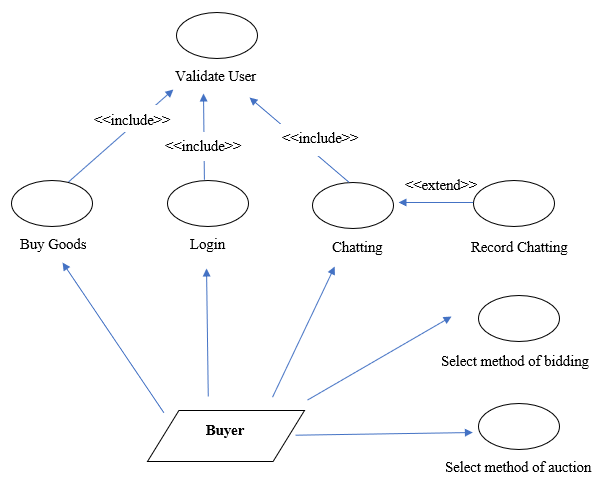 Validate User
<<include>>
<<include>>
<<include>>
<<extend>>
Buy Goods
Login
Chatting
Record Chatting
Select method of bidding
Buyer
Select method of auction